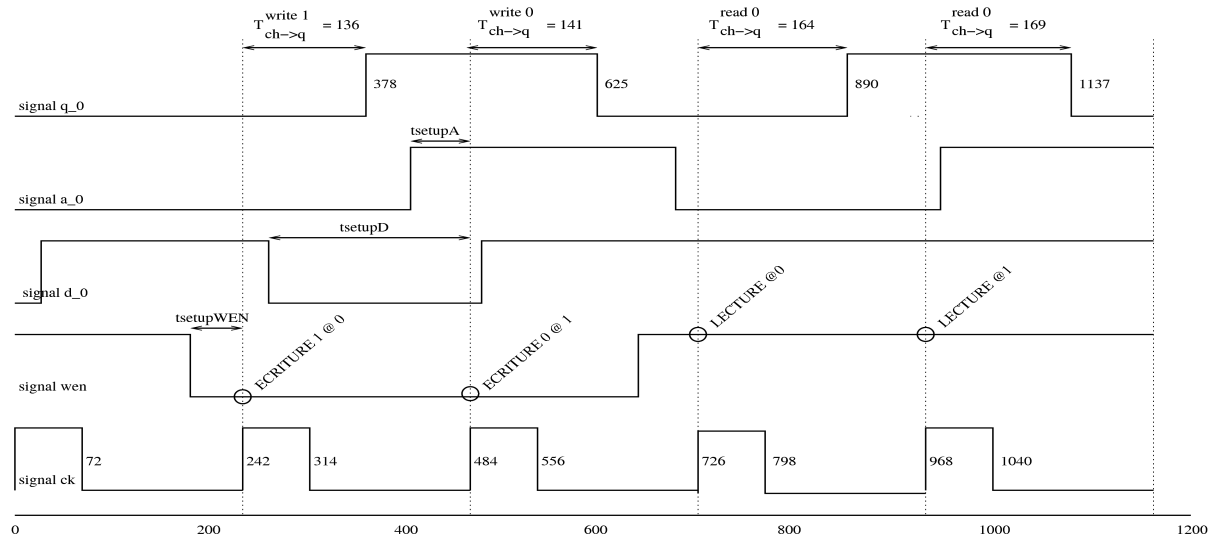 write 1
T ch−>q = 136
write 0
T ch−>q = 141
read 0
T ch−>q = 164
read 0
T ch−>q = 169
378
625
890
1137
signal q_0
tsetupA
signal a_0
tsetupD
signal d_0
tsetupWEN
ECRITURE 1 @ 0
ECRITURE 0 @ 1
LECTURE @0
LECTURE @1
signal wen
72
242
314
484
556
726
798
968
1040
signal ck
0
200
400
600
800
1000
1200